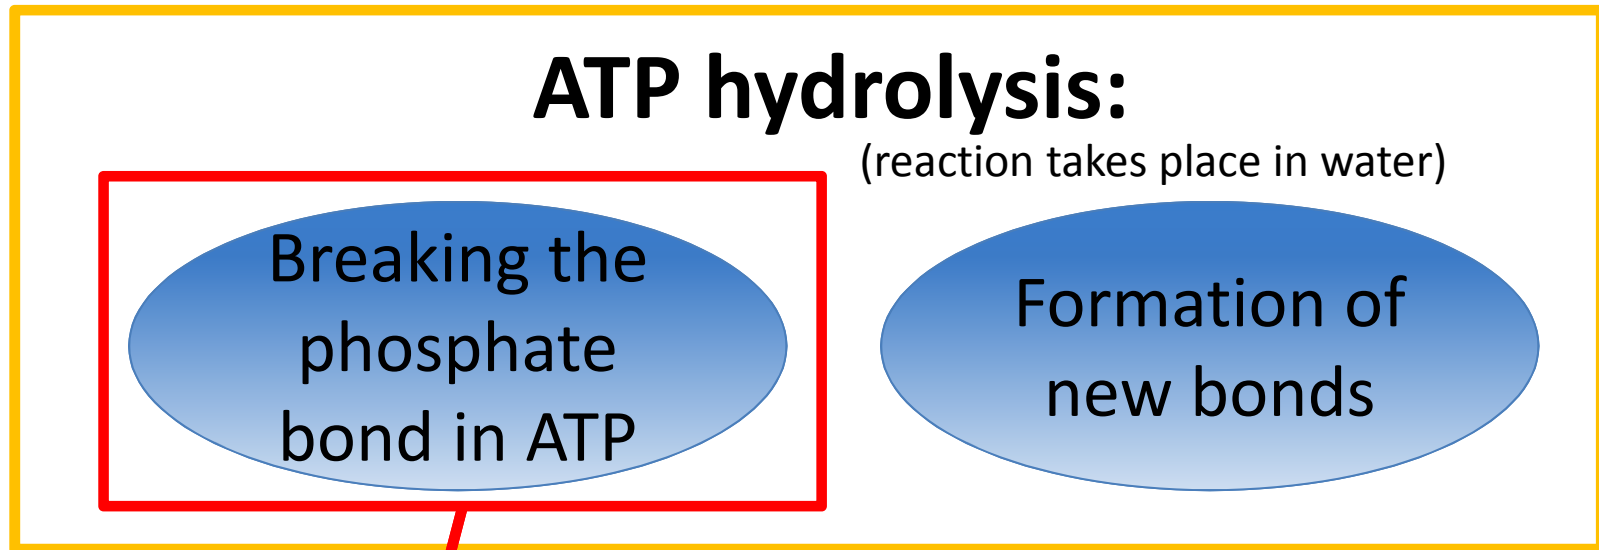 ATP hydrolysis:
(reaction takes place in water)
Breaking the
phosphate
bond in ATP
Formation of
new bonds